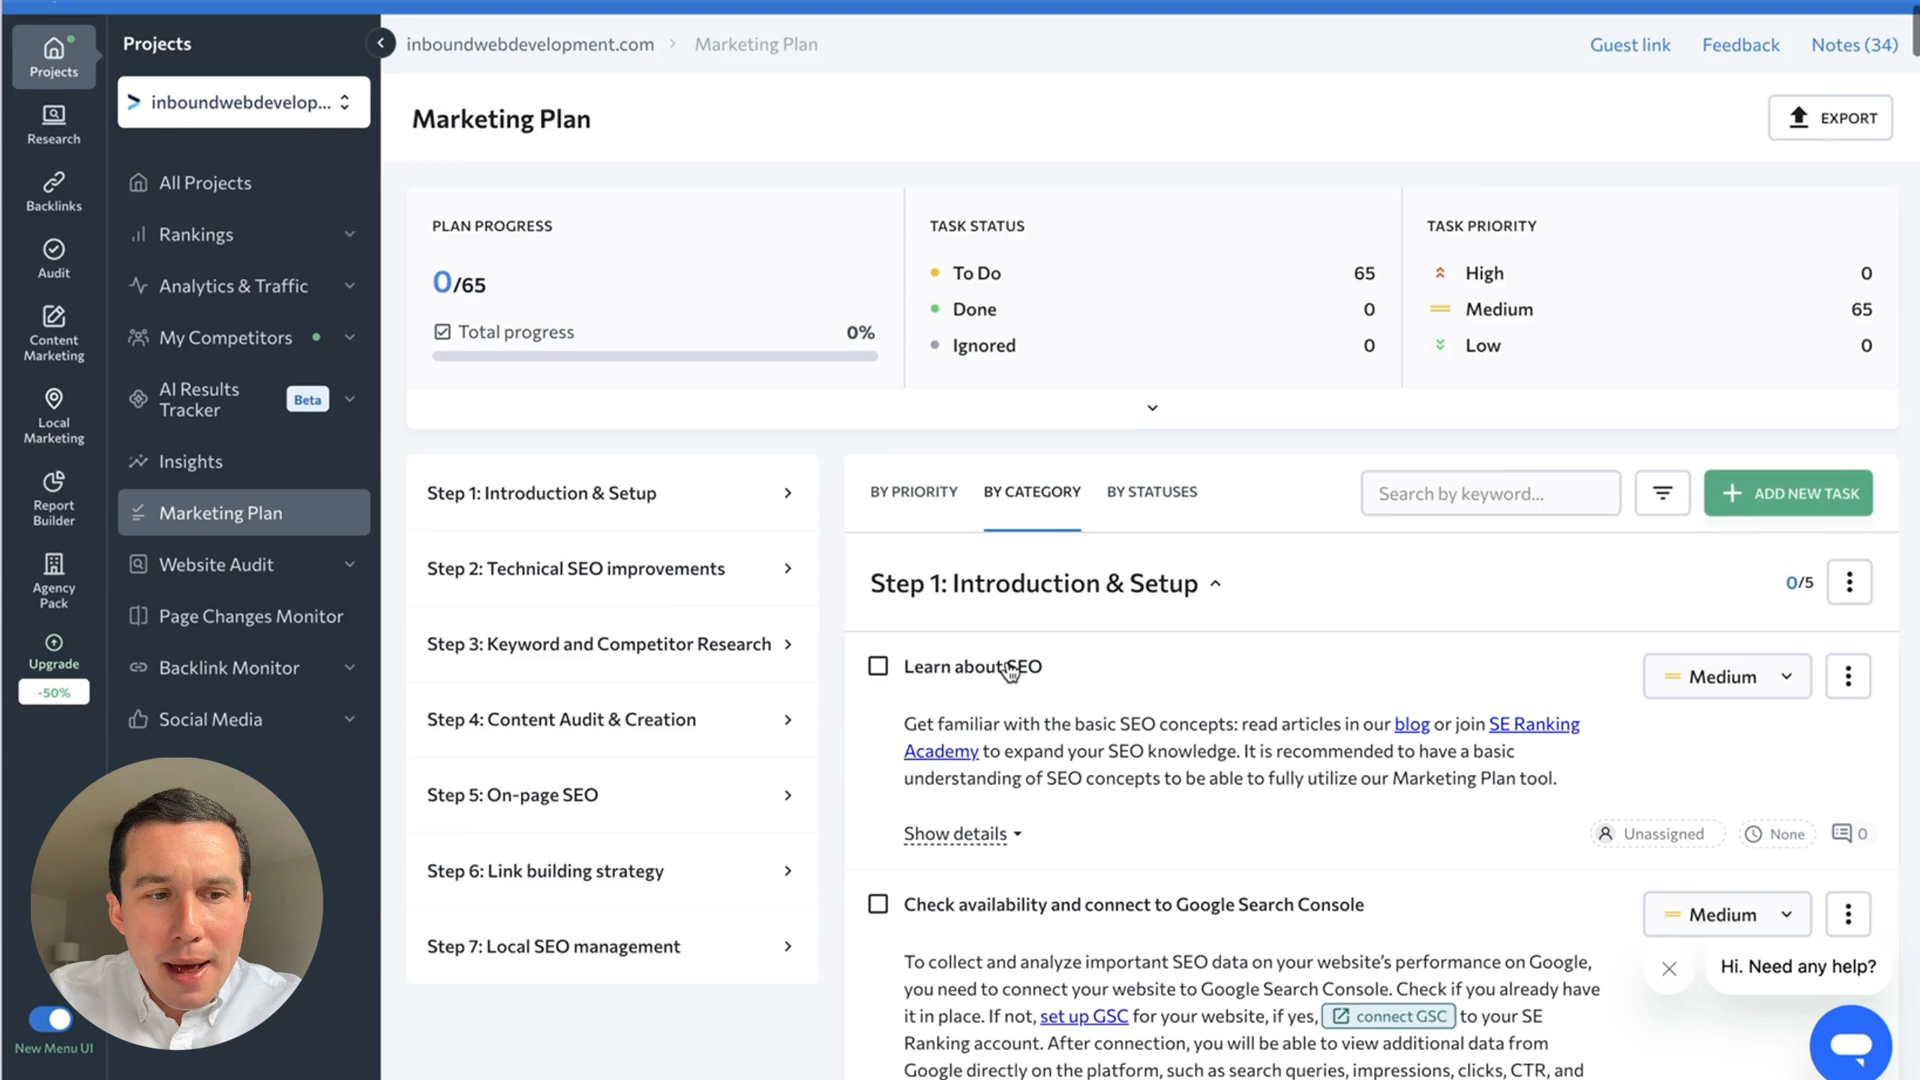 Projects
Research
Backlinks
Audit
Content
Marketing
Local
Marketing
Report
Builder
Agency
Pack
Upgrade
-50%
New Menu UI
Projects
inboundwebdevelop...
All Projects
Rankings
Analytics & Traffic
My Competitors
AI Results
Tracker
Beta
Insights
Marketing Plan
Website Audit
Page Changes Monitor
Backlink Monitor
Social Media
inboundwebdevelopment.com > Marketing Plan
Guest link
Feedback
Notes (34)
Marketing Plan
EXPORT
PLAN PROGRESS
0/65
Total progress 0%
TASK STATUS
To Do 65
Done 0
Ignored 0
TASK PRIORITY
High 0
Medium 65
Low 0
Step 1: Introduction & Setup
Step 2: Technical SEO improvements
Step 3: Keyword and Competitor Research
Step 4: Content Audit & Creation
Step 5: On-page SEO
Step 6: Link building strategy
Step 7: Local SEO management
BY PRIORITY
BY CATEGORY
BY STATUSES
Search by keyword...
+ ADD NEW TASK
Step 1: Introduction & Setup
0/5
Learn about SEO
Medium
Get familiar with the basic SEO concepts: read articles in our blog or join SE Ranking
Academy to expand your SEO knowledge. It is recommended to have a basic
understanding of SEO concepts to be able to fully utilize our Marketing Plan tool.
Show details
Unassigned
None
0
Check availability and connect to Google Search Console
Medium
To collect and analyze important SEO data on your website's performance on Google,
you need to connect your website to Google Search Console. Check if you already have
it in place. If not, set up GSC for your website, if yes, connect GSC to your SE
Ranking account. After connection, you will be able to view additional data from
Google directly on the platform, such as search queries, impressions, clicks, CTR, and
Hi. Need any help?